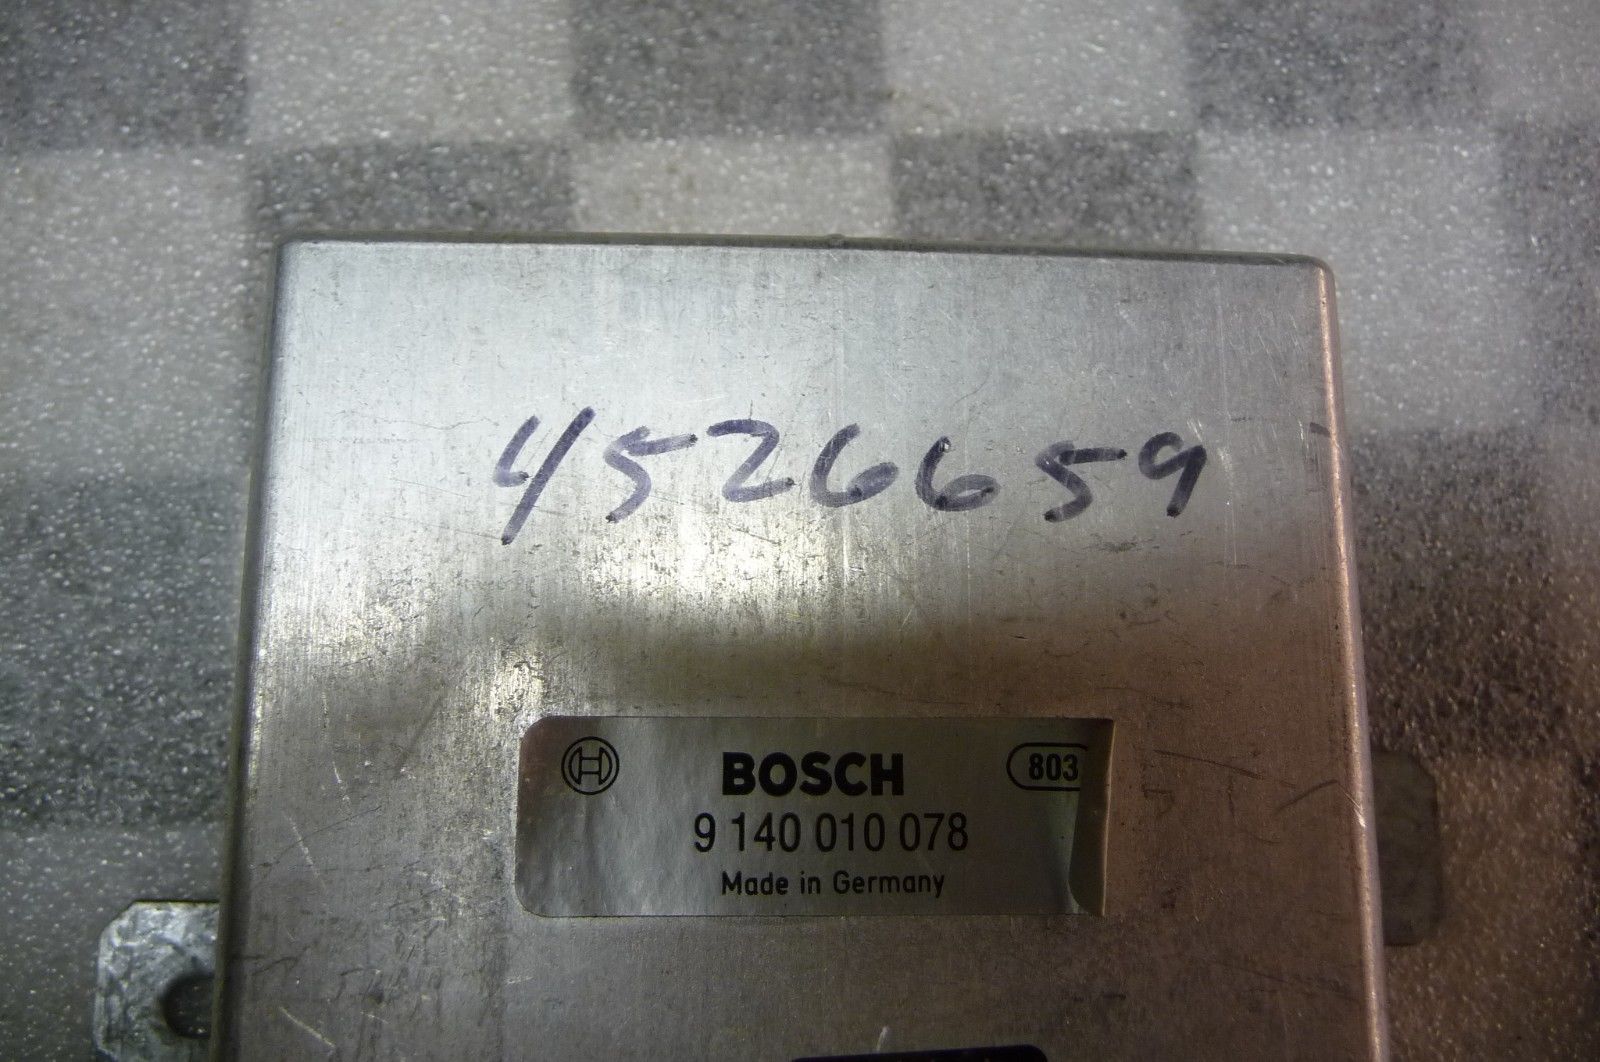 4526659
BOSCH 803
9 140 010 078
Made in Germany